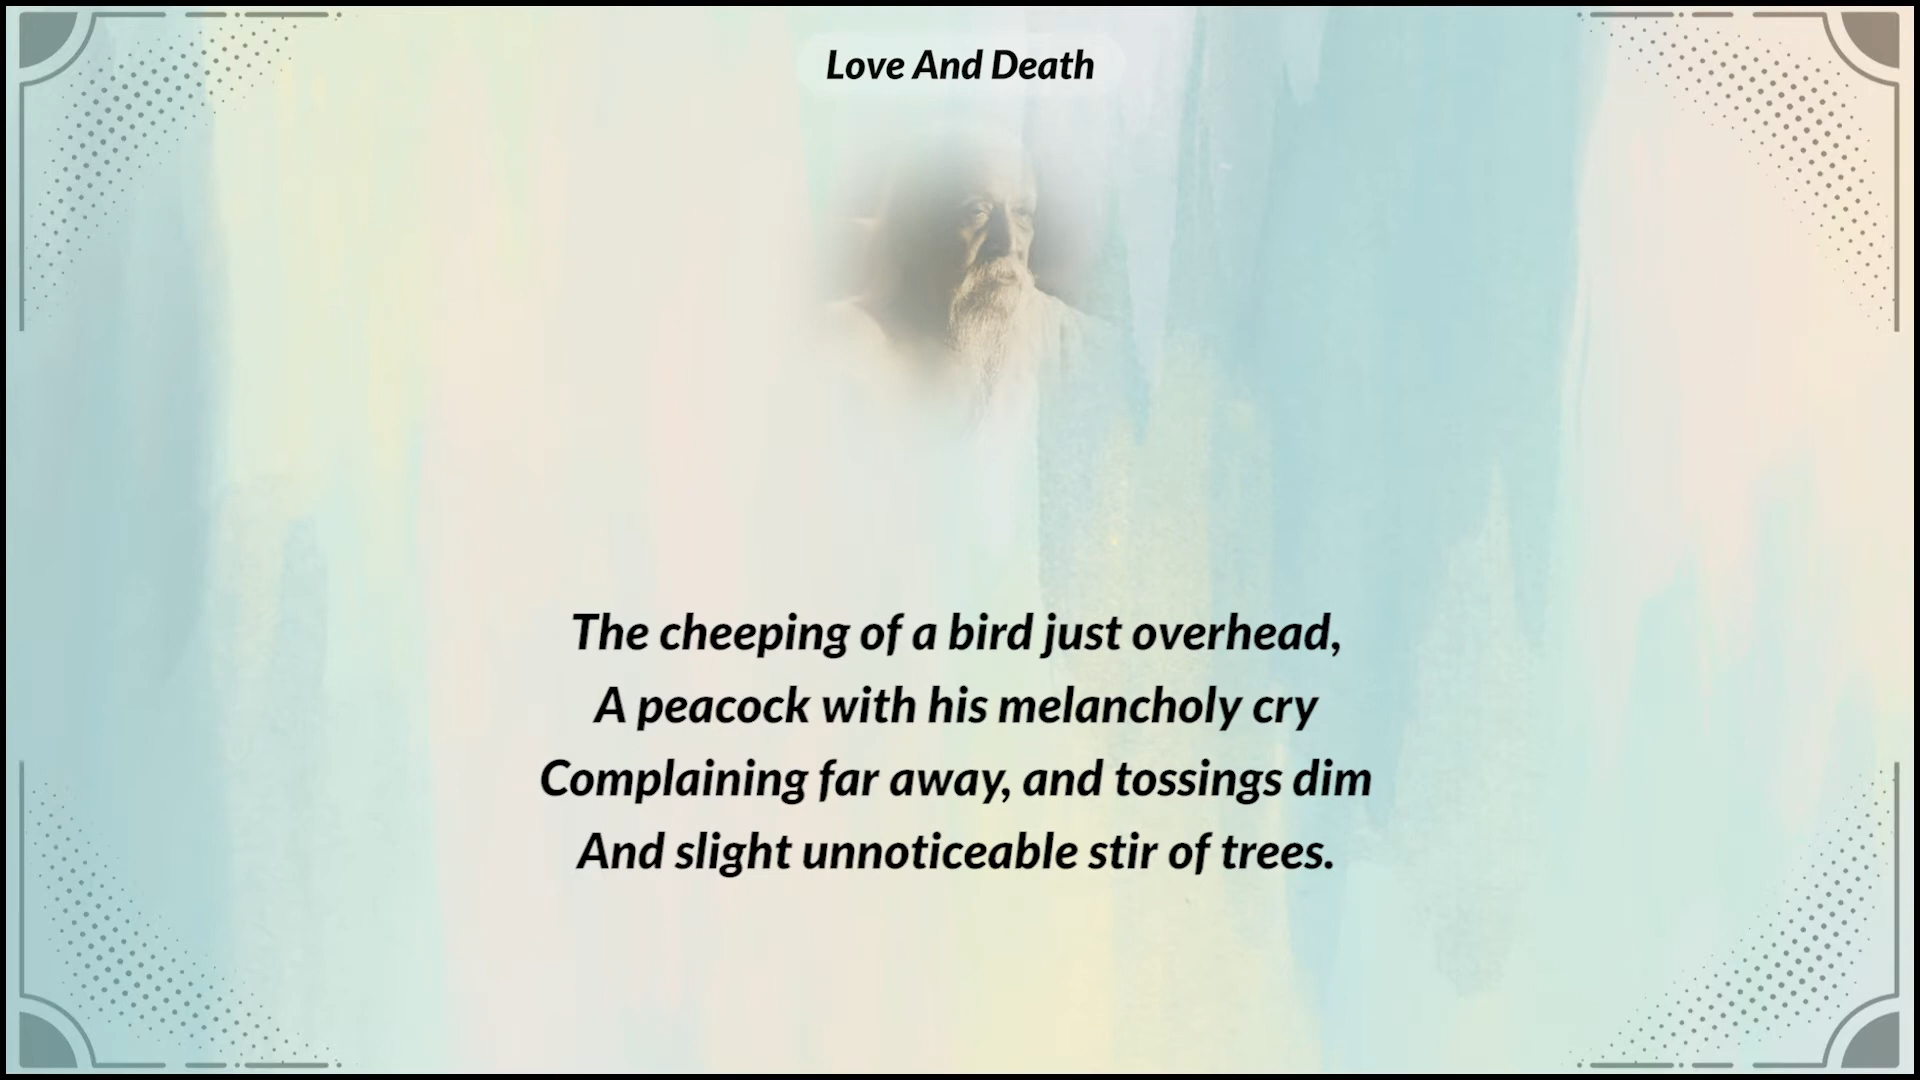 Love And Death
The cheeping of a bird just overhead,
A peacock with his melancholy cry
Complaining far away, and tossings dim
And slight unnoticeable stir of trees.